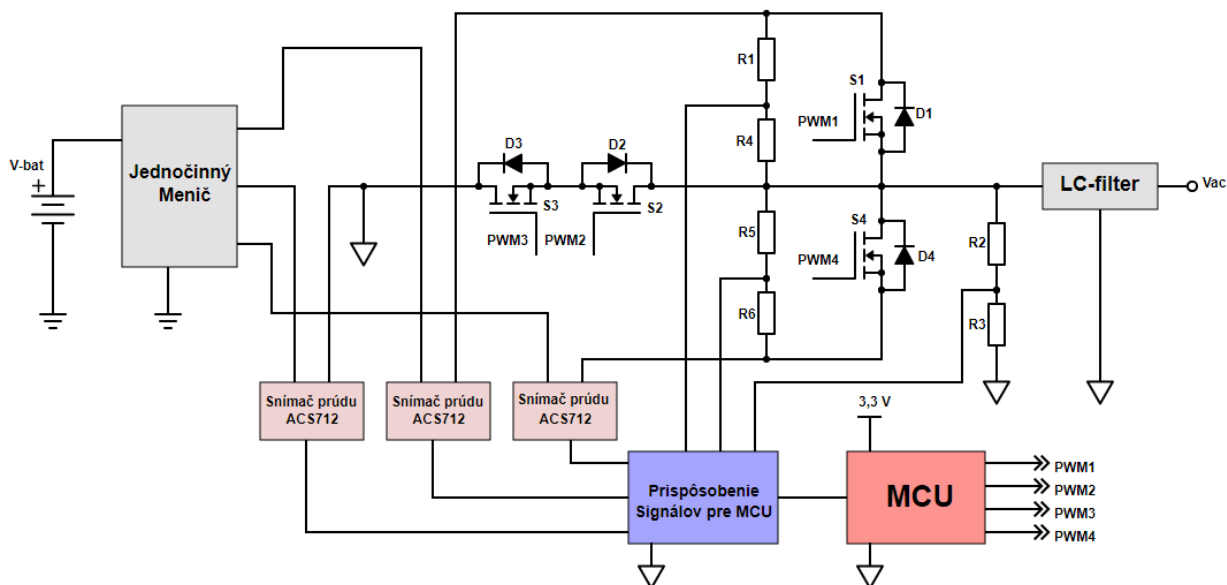 R1
S1
D1
PWM1
R4
V-bat
+
Jednočinný
Menič
D3
D2
S3
S2
PWM3
PWM2
LC-filter
Vac
R5
S4
PWM4
D4
R2
R6
R3
Snímač prúdu
ACS712
Snímač prúdu
ACS712
Snímač prúdu
ACS712
3,3 V
Prispôsobenie
Signálov pre MCU
MCU
PWM1
PWM2
PWM3
PWM4